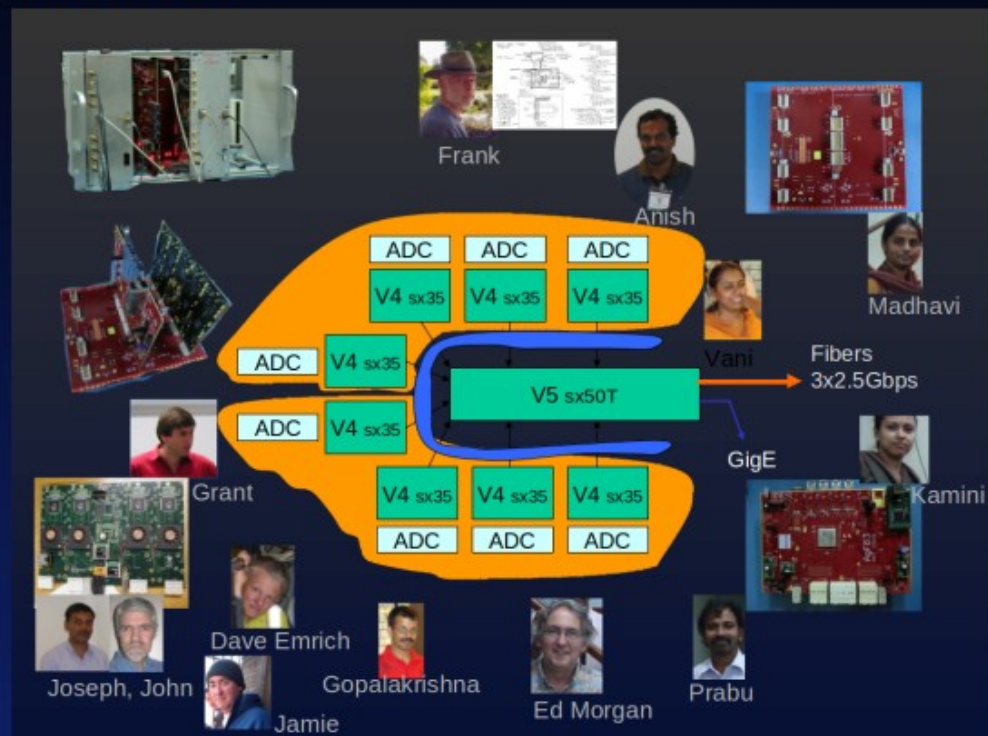 Frank
Anish
Madhavi
ADC
ADC
ADC
V4 sx35
V4 sx35
V4 sx35
Vani
ADC
V4 sx35
Fibers
3x2.5Gbps
V5 sx50T
ADC
V4 sx35
GigE
Grant
Kamini
V4 sx35
V4 sx35
V4 sx35
ADC
ADC
ADC
Dave Emrich
Joseph, John
Gopalakrishna
Prabu
Ed Morgan
Jamie